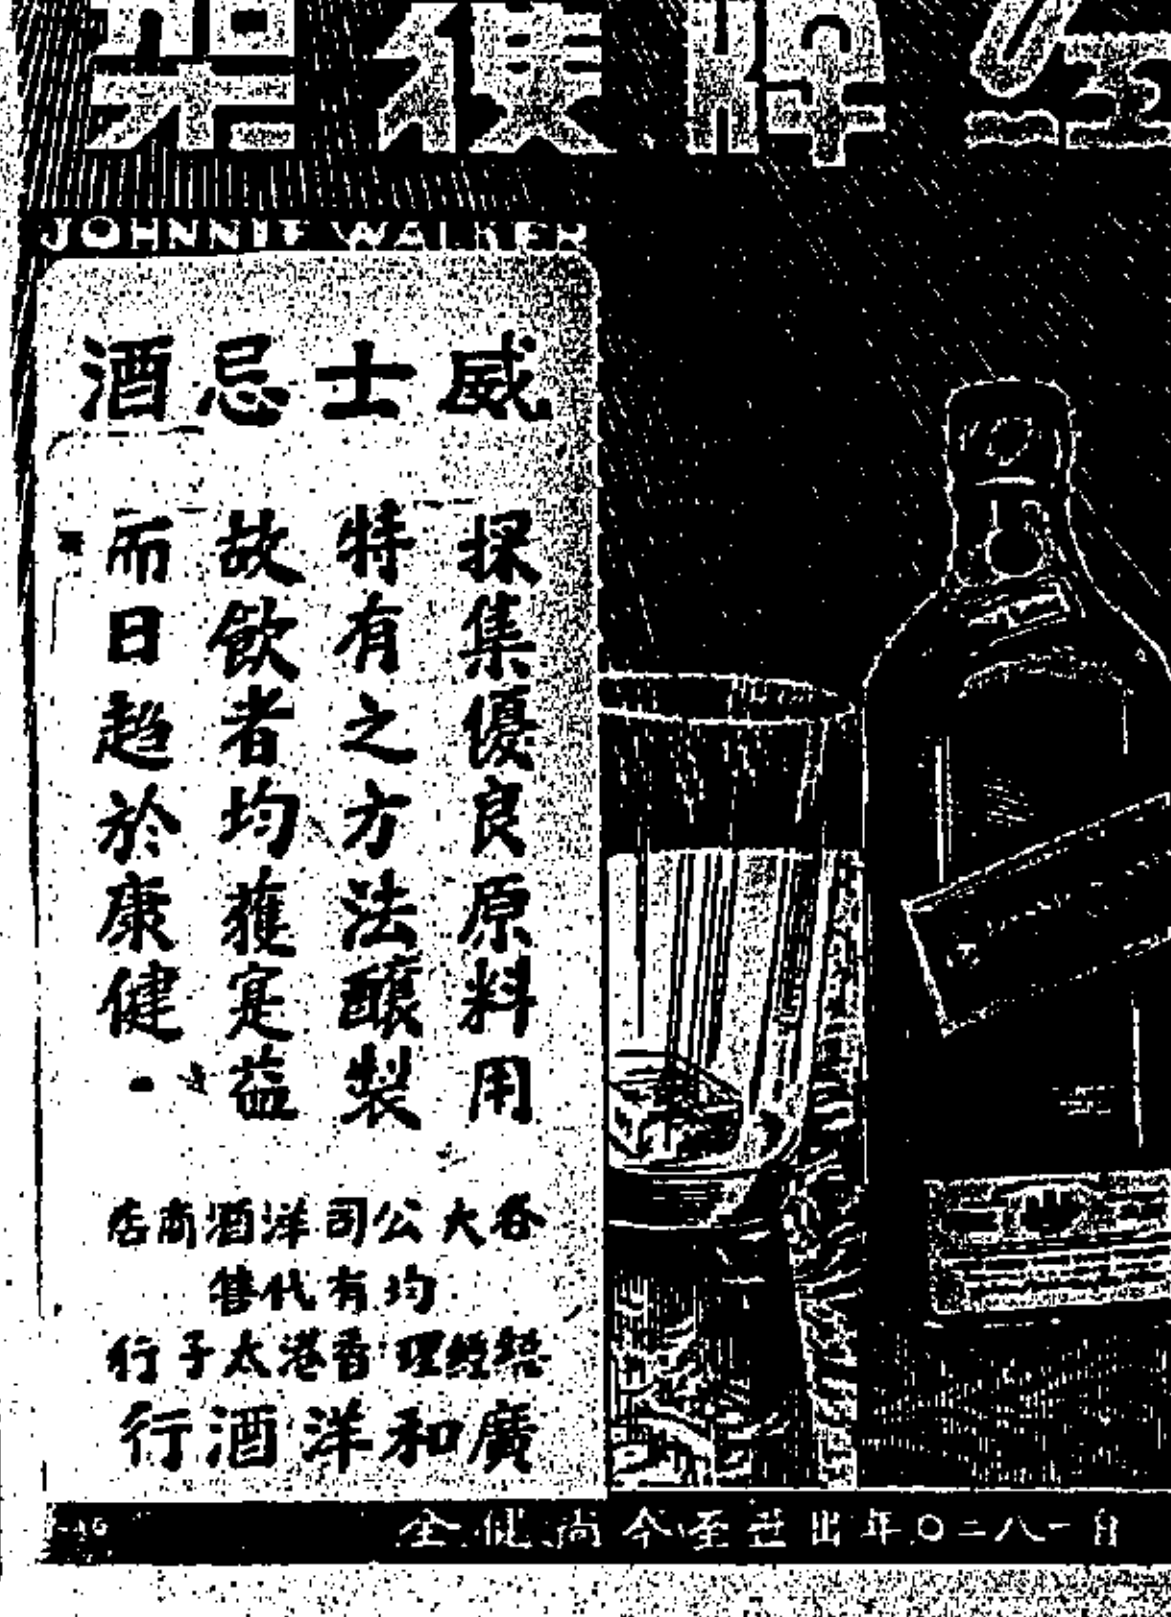 牌
JOHNNIE WALKER
威士忌酒
採集優良原料用
特有之方法釀製
故飲者均獲寔益
而日趨於康健.
各大公司洋酒商店
均有代售
總經理香港太子行
廣和洋酒行
自一八二〇年出世至今尚健全